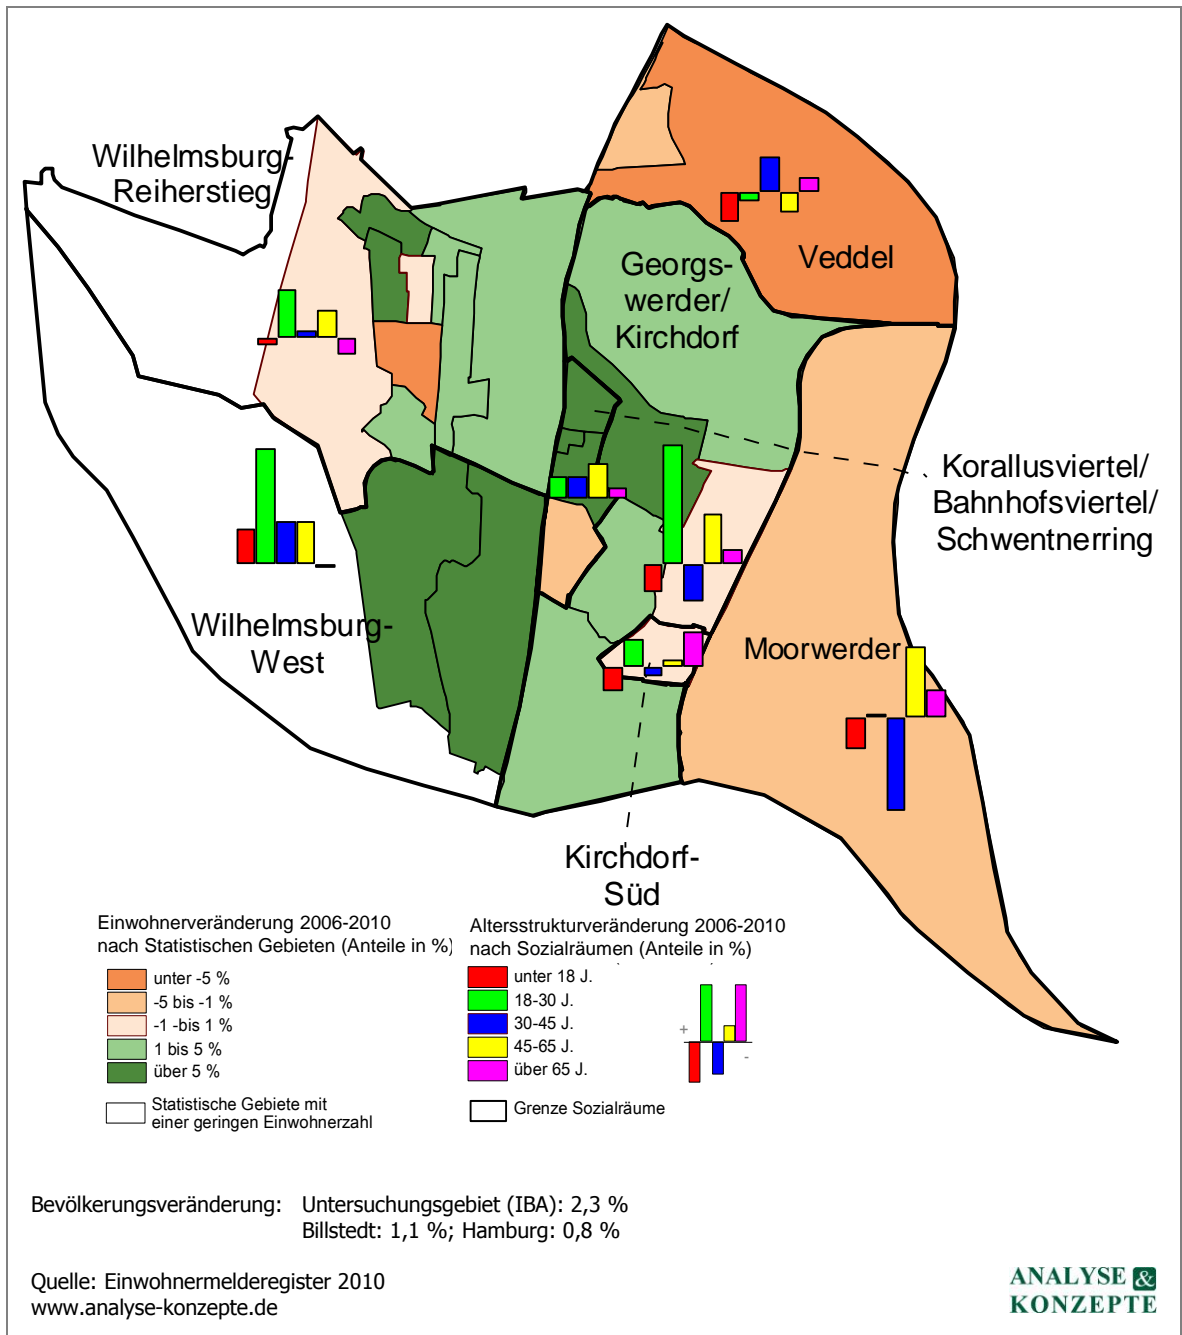 Wilhelmsburg-
Reiherstieg
Veddel
Georgs-
werder/
Kirchdorf
Korallusviertel/
Bahnhofsviertel/
Schwentnerring
Wilhelmsburg-
West
Moorwerder
Kirchdorf-
Süd
Einwohnerveränderung 2006-2010
nach Statistischen Gebieten (Anteile in %)
unter -5 %
-5 bis -1 %
-1 -bis 1 %
1 bis 5 %
über 5 %
Statistische Gebiete mit
einer geringen Einwohnerzahl
Altersstrukturveränderung 2006-2010
nach Sozialräumen (Anteile in %)
unter 18 J.
18-30 J.
30-45 J.
45-65 J.
über 65 J.
+
-
Grenze Sozialräume
Bevölkerungsveränderung: Untersuchungsgebiet (IBA): 2,3 %
Billstedt: 1,1 %; Hamburg: 0,8 %
Quelle: Einwohnermelderegister 2010
www.analyse-konzepte.de
ANALYSE &
KONZEPTE